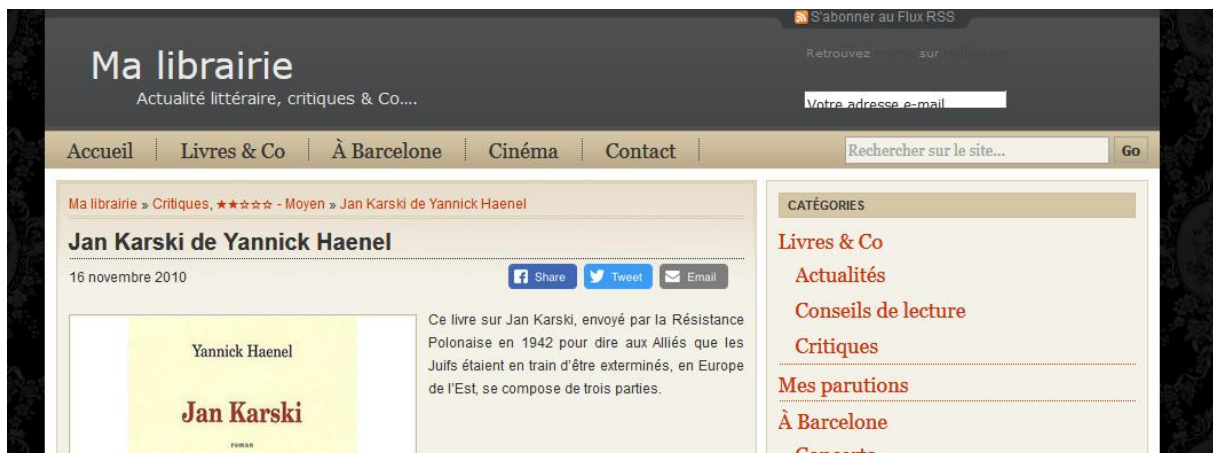 S'abonner au Flux RSS
Ma librairie
Actualité littéraire, critiques & Co....
Retrouvez sur
Votre adresse e-mail
Accueil Livres & Co À Barcelone Cinéma Contact
Rechercher sur le site... Go
Ma librairie » Critiques, ★★☆☆☆ - Moyen » Jan Karski de Yannick Haenel
Jan Karski de Yannick Haenel
16 novembre 2010
Share Tweet Email
Yannick Haenel
Jan Karski
roman
Ce livre sur Jan Karski, envoyé par la Résistance
Polonaise en 1942 pour dire aux Alliés que les
Juifs étaient en train d'être exterminés, en Europe
de l'Est, se compose de trois parties.
CATÉGORIES
Livres & Co
Actualités
Conseils de lecture
Critiques
Mes parutions
À Barcelone
Concerts